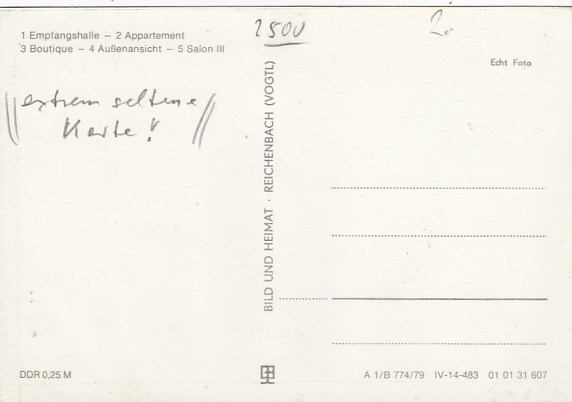 1 Empfangshalle – 2 Appartement
3 Boutique – 4 Außenansicht – 5 Salon III
2500
2.-
Echt Foto
extrem seltene
Karte!
BILD UND HEIMAT · REICHENBACH (VOGTL)
DDR 0,25 M
A 1/B 774/79 IV-14-483 01 01 31 607